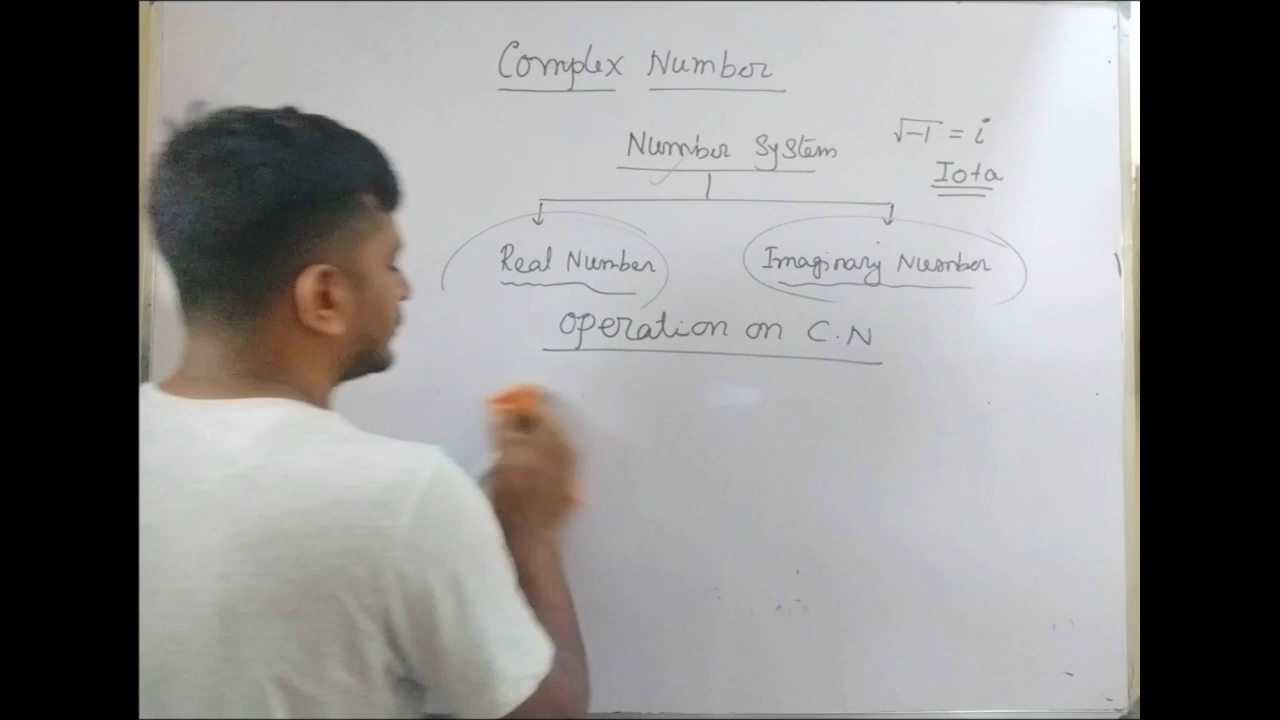 Complex Number
Number System
√-1 = i
Iota
Real Number
Imaginary Number
operation on C.N